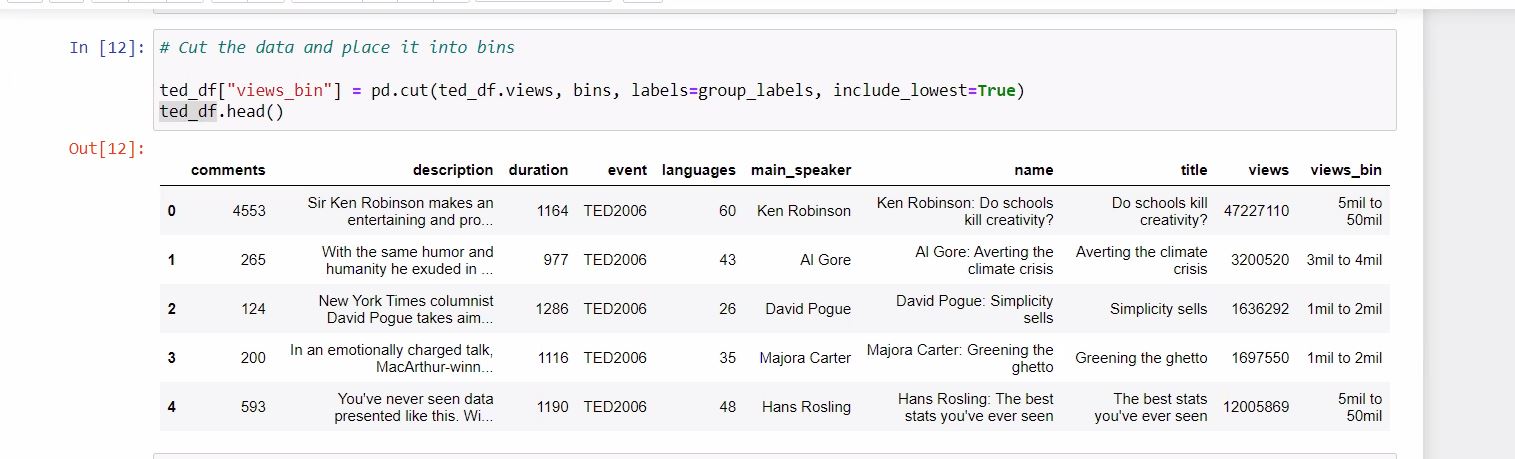 In [12]: # Cut the data and place it into bins
ted_df["views_bin"] = pd.cut(ted_df.views, bins, labels=group_labels, include_lowest=True)
ted_df.head()
Out[12]:
comments description duration event languages main_speaker name title views views_bin
0 4553 Sir Ken Robinson makes an entertaining and pro... 1164 TED2006 60 Ken Robinson Ken Robinson: Do schools kill creativity? Do schools kill creativity? 47227110 5mil to 50mil
1 265 With the same humor and humanity he exuded in ... 977 TED2006 43 Al Gore Al Gore: Averting the climate crisis Averting the climate crisis 3200520 3mil to 4mil
2 124 New York Times columnist David Pogue takes aim... 1286 TED2006 26 David Pogue David Pogue: Simplicity sells Simplicity sells 1636292 1mil to 2mil
3 200 In an emotionally charged talk, MacArthur-winn... 1116 TED2006 35 Majora Carter Majora Carter: Greening the ghetto Greening the ghetto 1697550 1mil to 2mil
4 593 You've never seen data presented like this. Wi... 1190 TED2006 48 Hans Rosling Hans Rosling: The best stats you've ever seen The best stats you've ever seen 12005869 5mil to 50mil